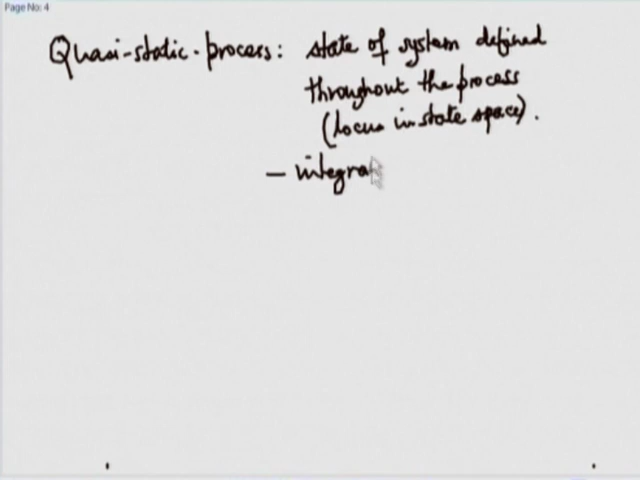 Page No: 4
Quasi-static-process: state of system defined
throughout the process
(locus in state space).
— integra